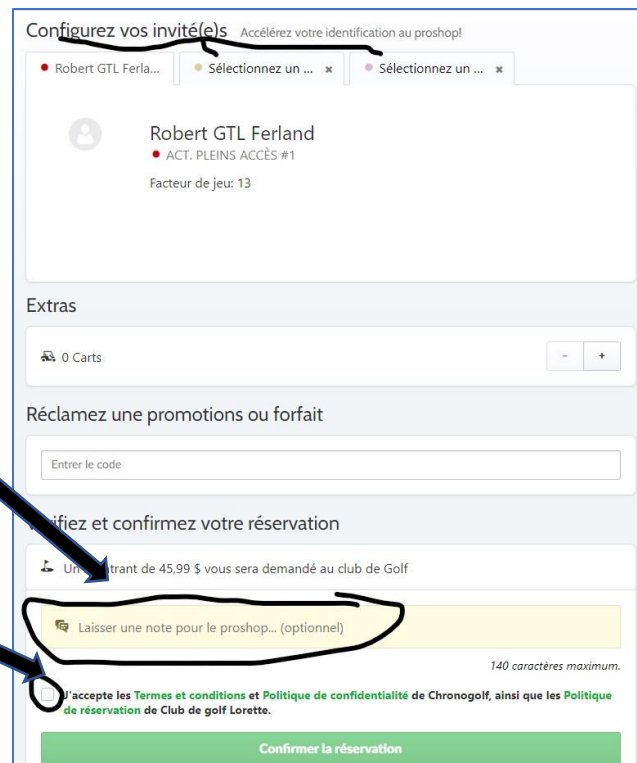 Configurez vos invité(e)s Accélérez votre identification au proshop!
Robert GTL Ferla... Sélectionnez un ... x Sélectionnez un ... x
Robert GTL Ferland
ACT. PLEINS ACCÈS #1
Facteur de jeu: 13
Extras
0 Carts - +
Réclamez une promotions ou forfait
Entrer le code
et confirmez votre réservation
de 45,99 $ vous sera demandé au club de Golf
Laisser une note pour le proshop... (optionnel)
140 caractères maximum.
J'accepte les Termes et conditions et Politique de confidentialité de Chronogolf, ainsi que les Politique
de réservation de Club de golf Lorette.
Confirmer la réservation